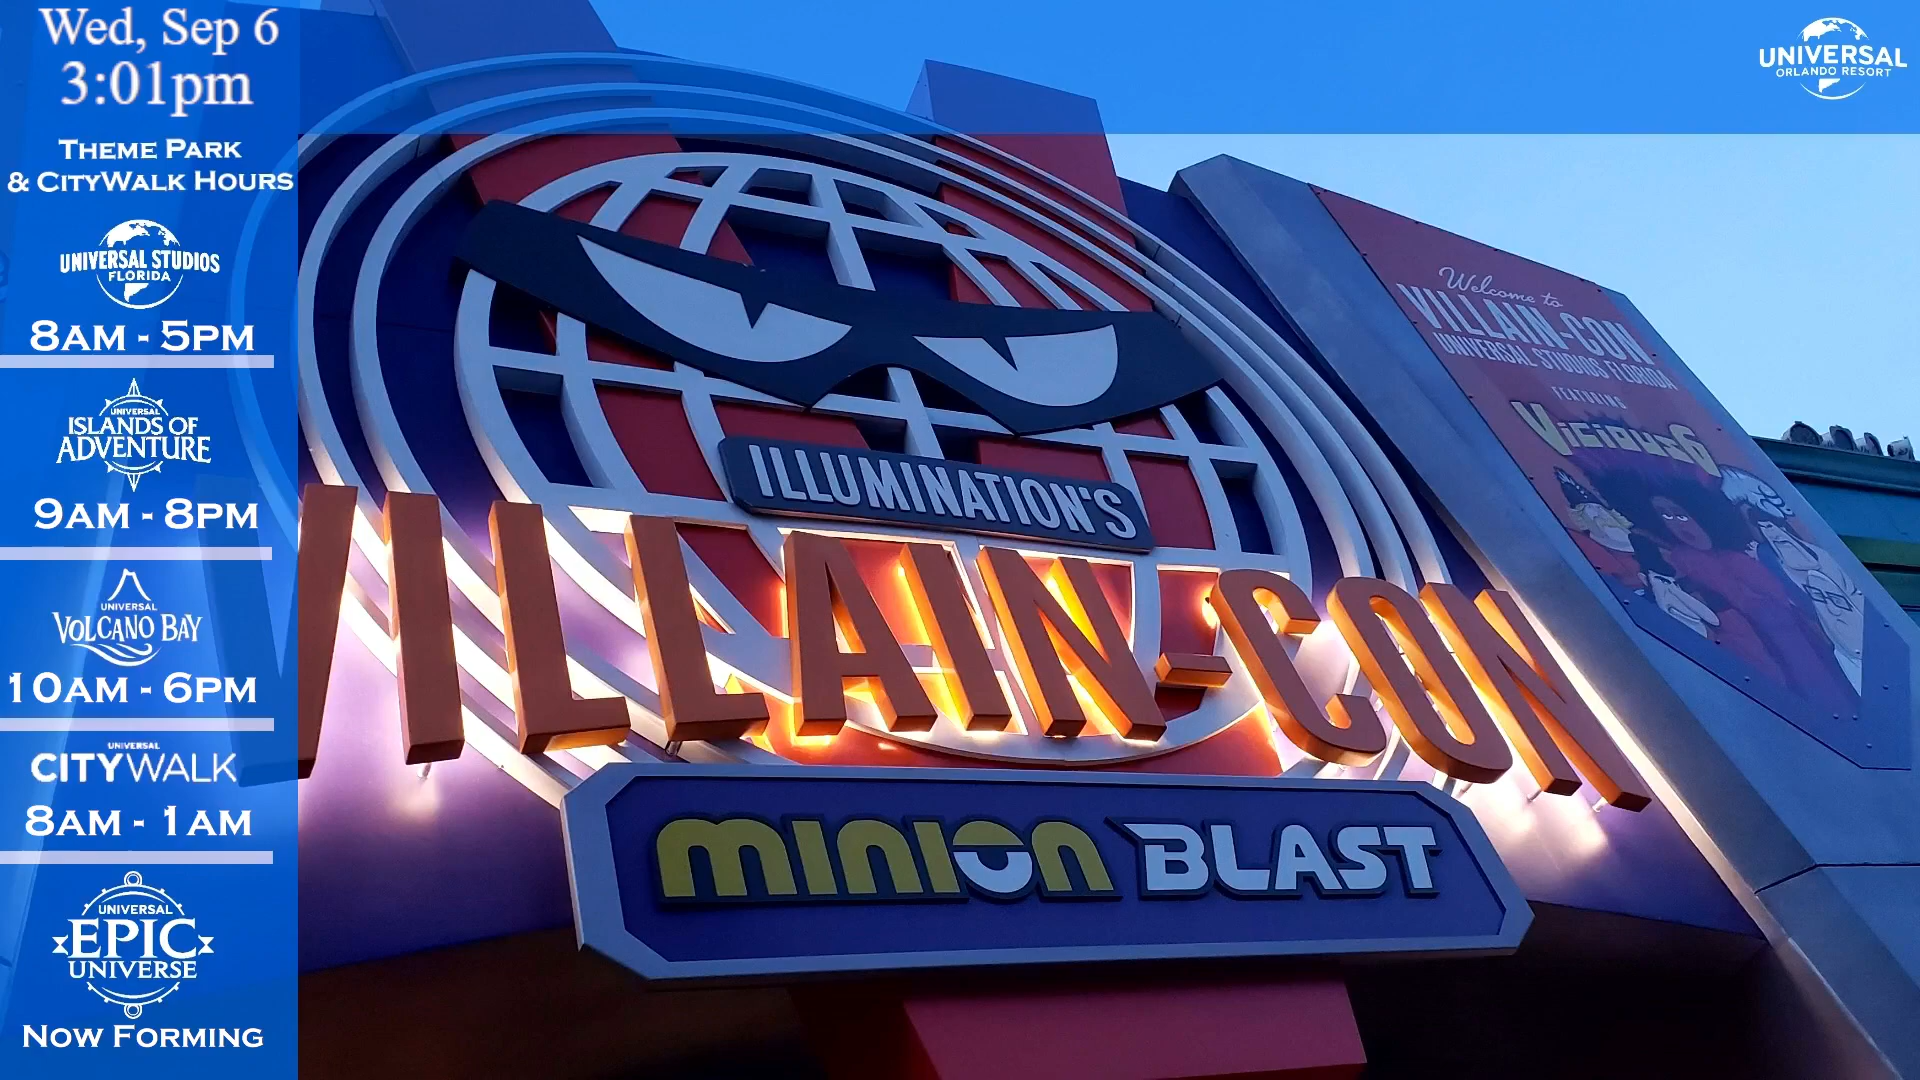 Wed, Sep 6
3:01pm
THEME PARK
& CITYWALK HOURS
UNIVERSAL STUDIOS
FLORIDA
8AM - 5PM
UNIVERSAL
ISLANDS OF
ADVENTURE
9AM - 8PM
UNIVERSAL
VOLCANO BAY
10AM - 6PM
UNIVERSAL
CITYWALK
8AM - 1AM
UNIVERSAL
EPIC
UNIVERSE
NOW FORMING
UNIVERSAL
ORLANDO RESORT
ILLUMINATION'S
VILLAIN-CON
MINION BLAST
Welcome to
VILLAIN-CON
UNIVERSAL STUDIOS FLORIDA
FEATURING
Vicious 6